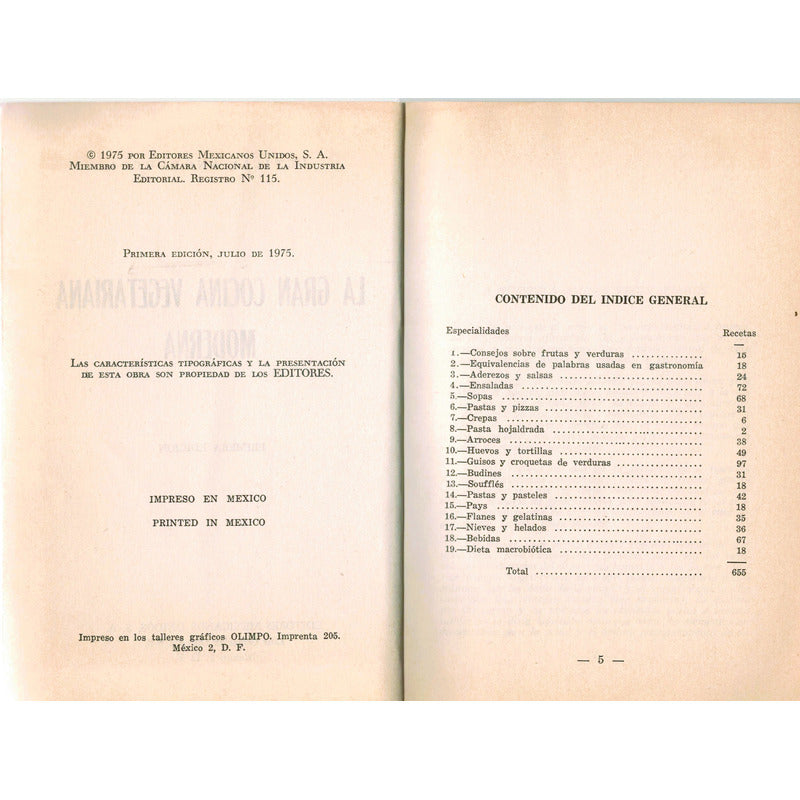 © 1975 por Editores Mexicanos Unidos, S. A.
Miembro de la Cámara Nacional de la Industria
Editorial. Registro Nº 115.
Primera edición, julio de 1975.
Las características tipográficas y la presentación
de esta obra son propiedad de los EDITORES.
IMPRESO EN MEXICO
PRINTED IN MEXICO
Impreso en los talleres gráficos OLIMPO. Imprenta 205.
México 2, D. F.
CONTENIDO DEL INDICE GENERAL
Especialidades Recetas
1.—Consejos sobre frutas y verduras ................ 15
2.—Equivalencias de palabras usadas en gastronomía 18
3.—Aderezos y salsas ................ 24
4.—Ensaladas ................ 72
5.—Sopas ................ 68
6.—Pastas y pizzas ................ 31
7.—Crepas ................ 6
8.—Pasta hojaldrada ................ 2
9.—Arroces ................ 38
10.—Huevos y tortillas ................ 49
11.—Guisos y croquetas de verduras ................ 97
12.—Budines ................ 31
13.—Soufflés ................ 18
14.—Pastas y pasteles ................ 42
15.—Pays ................ 18
16.—Flanes y gelatinas ................ 35
17.—Nieves y helados ................ 36
18.—Bebidas ................ 67
19.—Dieta macrobiótica ................ 18
Total ................ 655
— 5 —